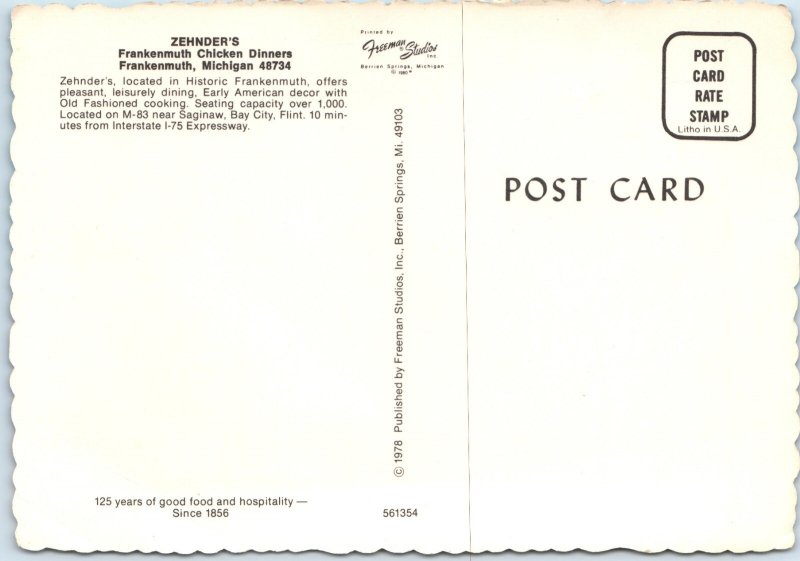 ZEHNDER'S
Frankenmuth Chicken Dinners
Frankenmuth, Michigan 48734
Zehnder's, located in Historic Frankenmuth, offers
pleasant, leisurely dining, Early American decor with
Old Fashioned cooking. Seating capacity over 1,000.
Located on M-83 near Saginaw, Bay City, Flint. 10 min-
utes from Interstate I-75 Expressway.
Printed by
Freeman Studios
Inc
Berrien Springs, Michigan
© 1980
© 1978 Published by Freeman Studios, Inc., Berrien Springs, Mi. 49103
POST
CARD
RATE
STAMP
Litho in U.S.A.
POST CARD
125 years of good food and hospitality —
Since 1856
561354